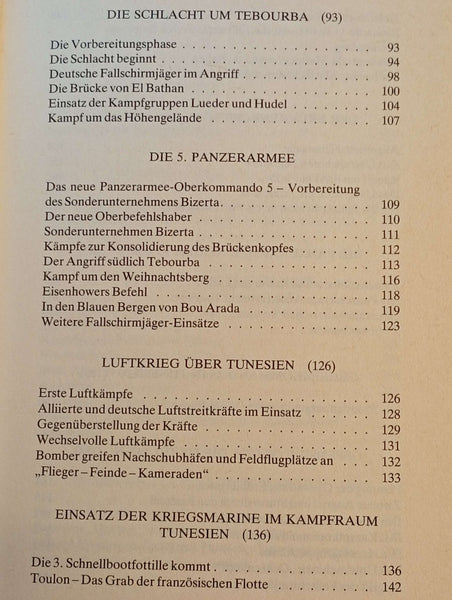 DIE SCHLACHT UM TEBOURBA (93)
Die Vorbereitungsphase . . . . . . . . . . . . . . . . 93
Die Schlacht beginnt . . . . . . . . . . . . . . . . 94
Deutsche Fallschirmjäger im Angriff . . . . . . . . . . . 98
Die Brücke von El Bathan . . . . . . . . . . . . . . 100
Einsatz der Kampfgruppen Lueder und Hudel . . . . . . . 104
Kampf um das Höhengelände . . . . . . . . . . . . . 107
DIE 5. PANZERARMEE
Das neue Panzerarmee-Oberkommando 5 – Vorbereitung
des Sonderunternehmens Bizerta. . . . . . . . . . . . 109
Der neue Oberbefehlshaber . . . . . . . . . . . . . 110
Sonderunternehmen Bizerta . . . . . . . . . . . . . 111
Kämpfe zur Konsolidierung des Brückenkopfes . . . . . . 112
Der Angriff südlich Tebourba . . . . . . . . . . . . 113
Kampf um den Weihnachtsberg . . . . . . . . . . . . 116
Eisenhowers Befehl . . . . . . . . . . . . . . . . 118
In den Blauen Bergen von Bou Arada . . . . . . . . . . 119
Weitere Fallschirmjäger-Einsätze . . . . . . . . . . . 123
LUFTKRIEG ÜBER TUNESIEN (126)
Erste Luftkämpfe . . . . . . . . . . . . . . . . . 126
Alliierte und deutsche Luftstreitkräfte im Einsatz . . . . . 128
Gegenüberstellung der Kräfte . . . . . . . . . . . . 129
Wechselvolle Luftkämpfe . . . . . . . . . . . . . . 131
Bomber greifen Nachschubhäfen und Feldflugplätze an . . . 132
„Flieger – Feinde – Kameraden“ . . . . . . . . . . . 133
EINSATZ DER KRIEGSMARINE IM KAMPFRAUM
TUNESIEN (136)
Die 3. Schnellbootfottille kommt . . . . . . . . . . . 136
Toulon – Das Grab der französischen Flotte . . . . . . . 142